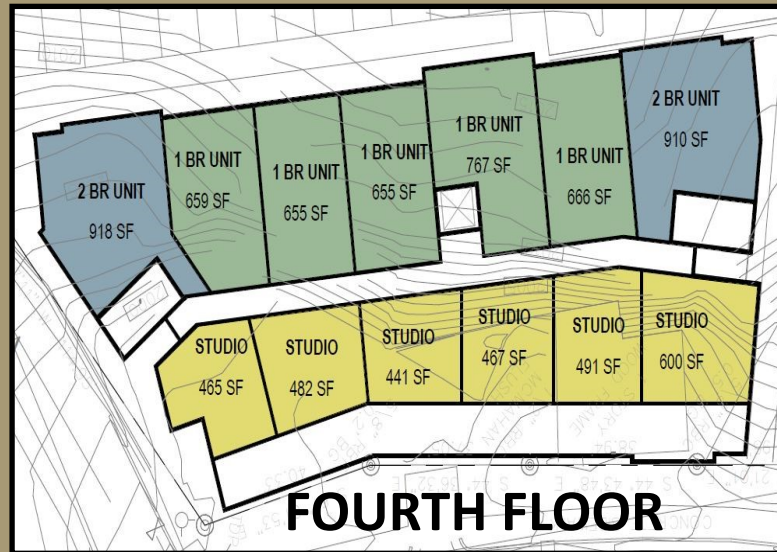 2 BR UNIT
918 SF
1 BR UNIT
659 SF
1 BR UNIT
655 SF
1 BR UNIT
655 SF
1 BR UNIT
767 SF
1 BR UNIT
666 SF
2 BR UNIT
910 SF
STUDIO
465 SF
STUDIO
482 SF
STUDIO
441 SF
STUDIO
467 SF
STUDIO
491 SF
STUDIO
600 SF
FOURTH FLOOR